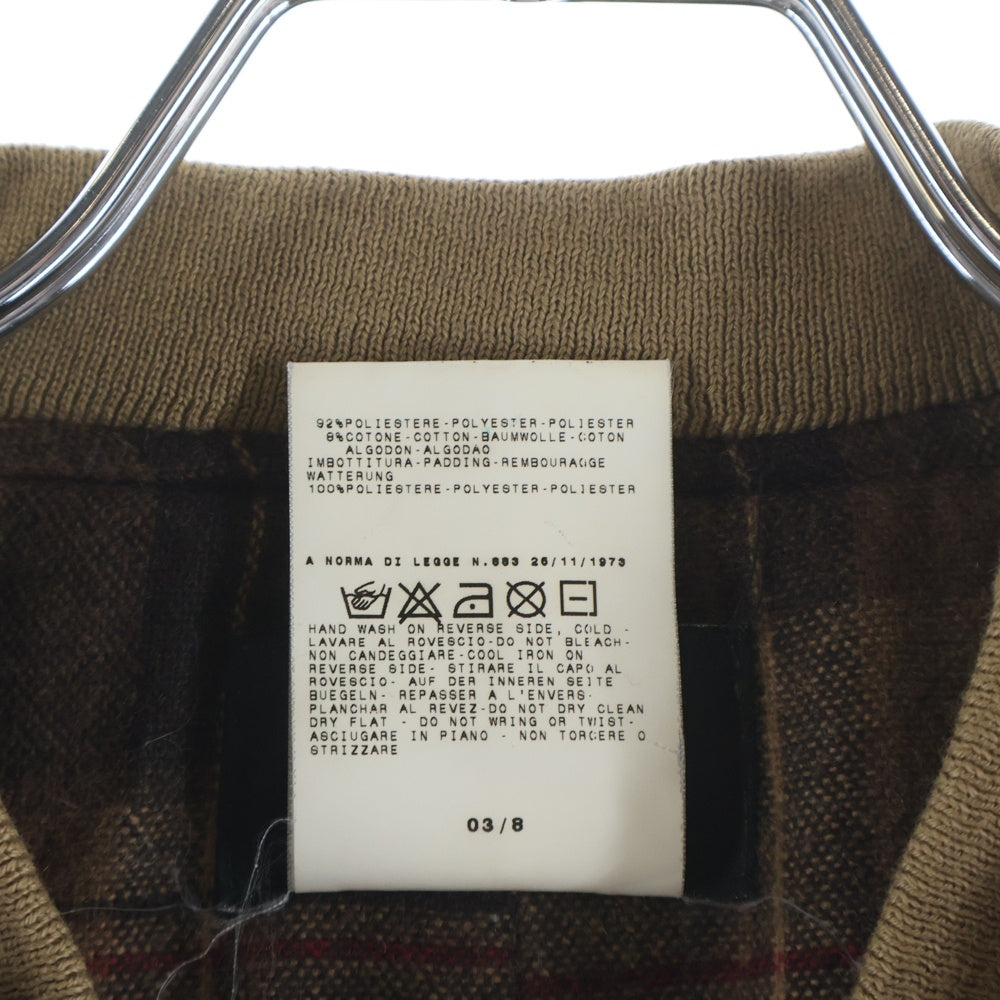 92%POLIESTERE-POLYESTER-POLIESTER
8%COTONE-COTTON-BAUMWOLLE-COTON
ALGODON-ALGODAO
IMBOTTITURA-PADDING-REMBOURAGGE
WATTERUNG
100%POLIESTERE-POLYESTER-POLIESTER
A NORMA DI LEGGE N.883 26/11/1973
HAND WASH ON REVERSE SIDE, COLD -
LAVARE AL ROVESCIO-DO NOT BLEACH-
NON CANDEGGIARE-COOL IRON ON
REVERSE SIDE- STIRARE IL CAPO AL
ROVESCIO- AUF DER INNEREN SEITE
BUEGELN- REPASSER A L'ENVERS-
PLANCHAR AL REVEZ-DO NOT DRY CLEAN
DRY FLAT - DO NOT WRING OR TWIST-
ASCIUGARE IN PIANO - NON TORCERE O
STRIZZARE
03/8